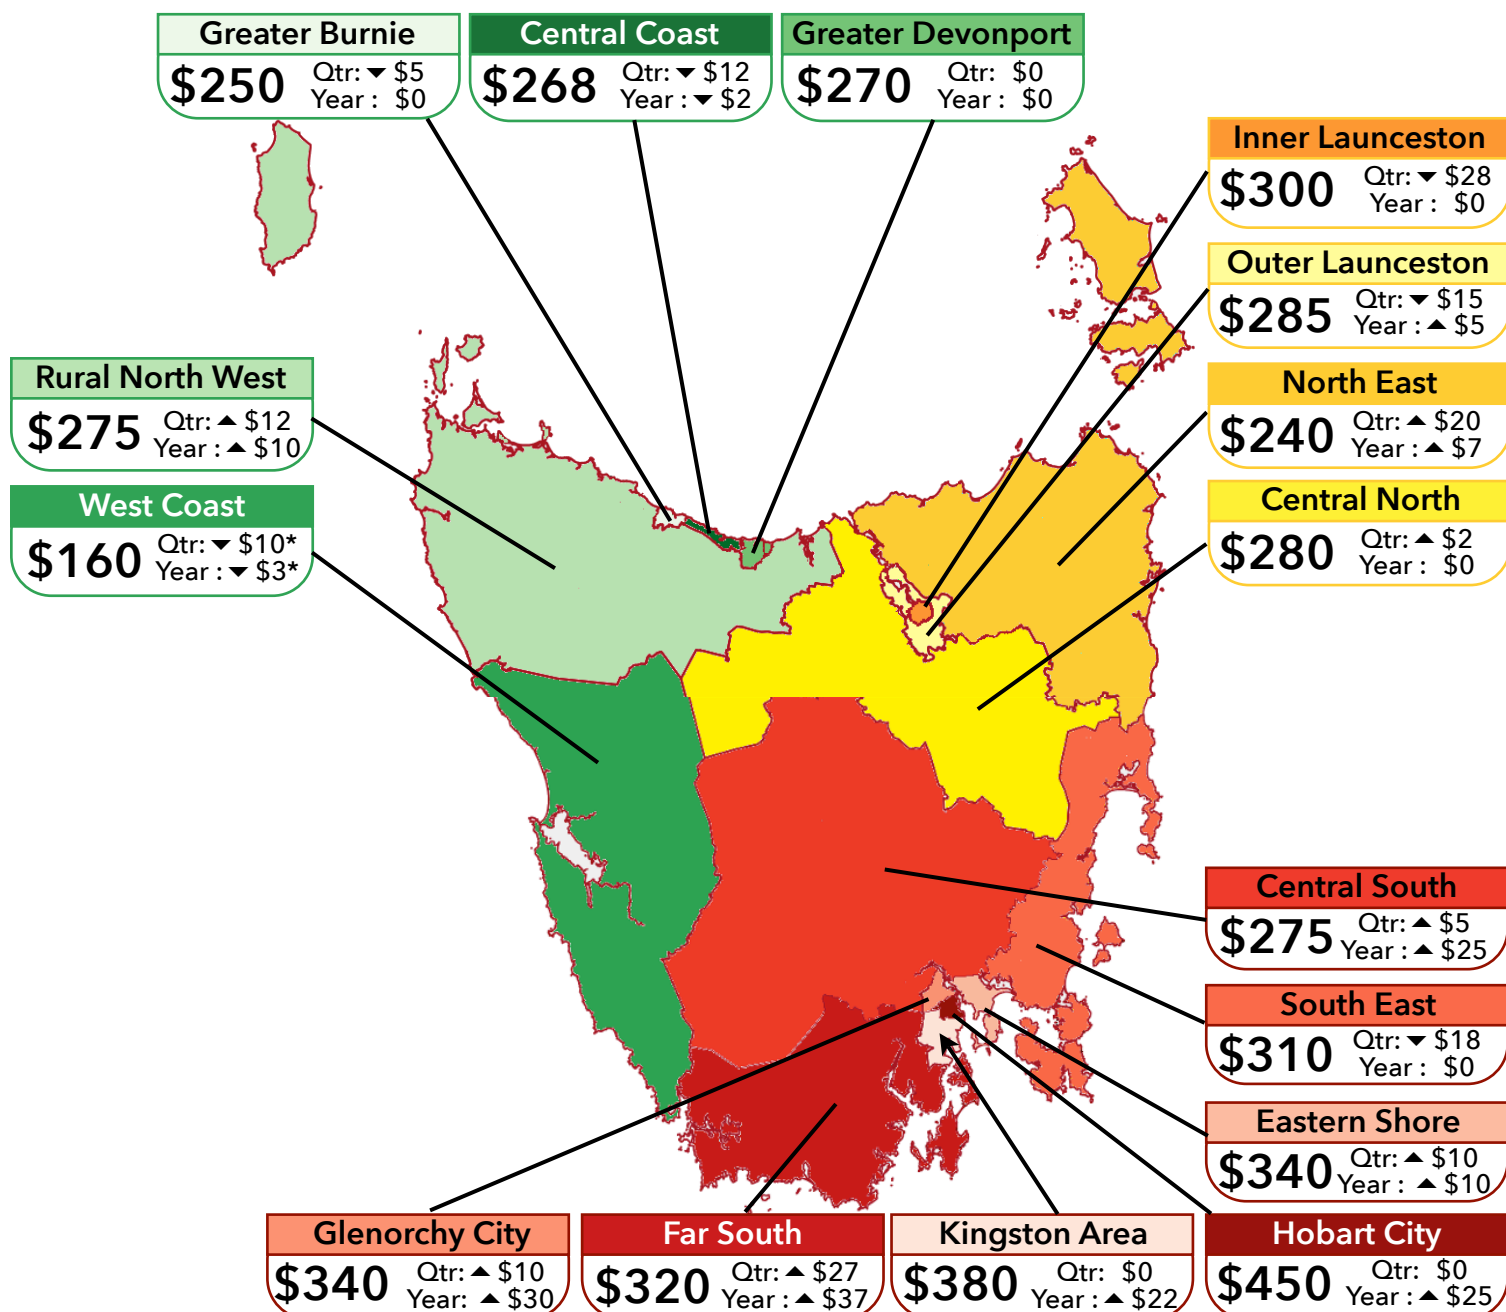 Greater Burnie
$250 Qtr: ▼ $5
Year : $0
Central Coast
$268 Qtr: ▼ $12
Year : ▼ $2
Greater Devonport
$270 Qtr: $0
Year : $0
Inner Launceston
$300 Qtr: ▼ $28
Year : $0
Outer Launceston
$285 Qtr: ▼ $15
Year : ▲ $5
Rural North West
$275 Qtr: ▲ $12
Year : ▲ $10
North East
$240 Qtr: ▲ $20
Year : ▲ $7
West Coast
$160 Qtr: ▼ $10*
Year : ▼ $3*
Central North
$280 Qtr: ▲ $2
Year : $0
Central South
$275 Qtr: ▲ $5
Year : ▲ $25
South East
$310 Qtr: ▼ $18
Year : $0
Eastern Shore
$340 Qtr: ▲ $10
Year : ▲ $10
Glenorchy City
$340 Qtr: ▲ $10
Year: ▲ $30
Far South
$320 Qtr: ▲ $27
Year : ▲ $37
Kingston Area
$380 Qtr: $0
Year : ▲ $22
Hobart City
$450 Qtr: $0
Year : ▲ $25